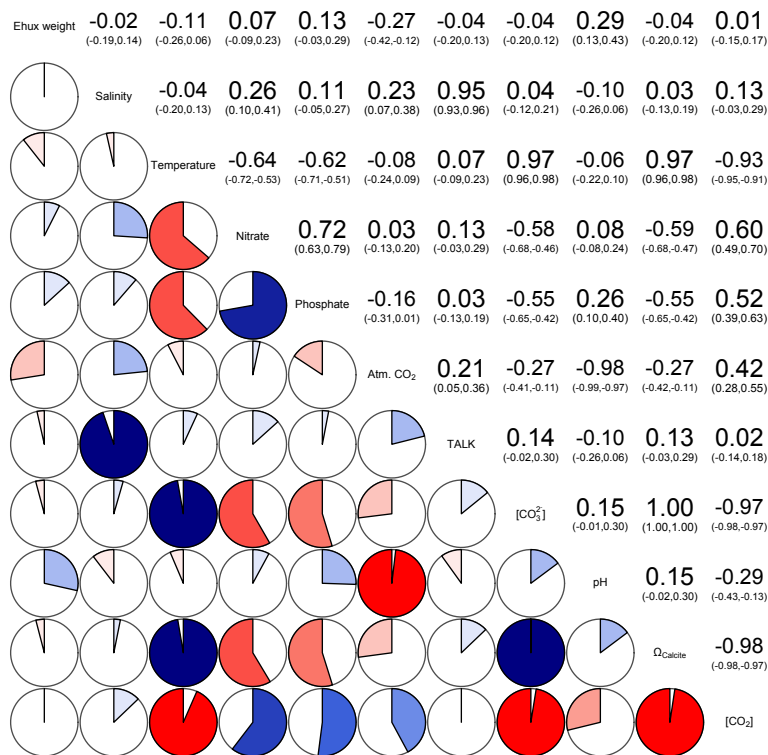 Ehux weight -0.02 -0.11 0.07 0.13 -0.27 -0.04 -0.04 0.29 -0.04 0.01
(-0.19,0.14) (-0.26,0.06) (-0.09,0.23) (-0.03,0.29) (-0.42,-0.12) (-0.20,0.13) (-0.20,0.12) (0.13,0.43) (-0.20,0.12) (-0.15,0.17)
Salinity -0.04 0.26 0.11 0.23 0.95 0.04 -0.10 0.03 0.13
(-0.20,0.13) (0.10,0.41) (-0.05,0.27) (0.07,0.38) (0.93,0.96) (-0.12,0.21) (-0.26,0.06) (-0.13,0.19) (-0.03,0.29)
Temperature -0.64 -0.62 -0.08 0.07 0.97 -0.06 0.97 -0.93
(-0.72,-0.53) (-0.71,-0.51) (-0.24,0.09) (-0.09,0.23) (0.96,0.98) (-0.22,0.10) (0.96,0.98) (-0.95,-0.91)
Nitrate 0.72 0.03 0.13 -0.58 0.08 -0.59 0.60
(0.63,0.79) (-0.13,0.20) (-0.03,0.29) (-0.68,-0.46) (-0.08,0.24) (-0.68,-0.47) (0.49,0.70)
Phosphate -0.16 0.03 -0.55 0.26 -0.55 0.52
(-0.31,0.01) (-0.13,0.19) (-0.65,-0.42) (0.10,0.40) (-0.65,-0.42) (0.39,0.63)
Atm. CO₂ 0.21 -0.27 -0.98 -0.27 0.42
(0.05,0.36) (-0.41,-0.11) (-0.99,-0.97) (-0.42,-0.11) (0.28,0.55)
TALK 0.14 -0.10 0.13 0.02
(-0.02,0.30) (-0.26,0.06) (-0.03,0.29) (-0.14,0.18)
[CO₃²⁻] 0.15 1.00 -0.97
(-0.01,0.30) (1.00,1.00) (-0.98,-0.97)
pH 0.15 -0.29
(-0.02,0.30) (-0.43,-0.13)
Ω Calcite -0.98
(-0.98,-0.97)
[CO₂]